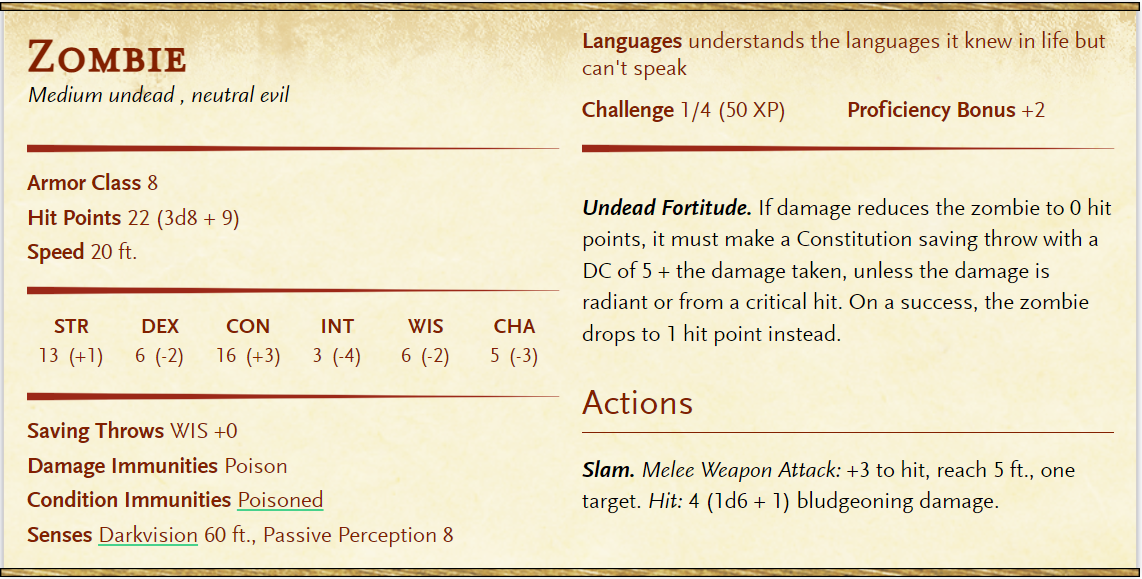 Zombie
Medium undead , neutral evil
Armor Class 8
Hit Points 22 (3d8 + 9)
Speed 20 ft.
STR DEX CON INT WIS CHA
13 (+1) 6 (-2) 16 (+3) 3 (-4) 6 (-2) 5 (-3)
Saving Throws WIS +0
Damage Immunities Poison
Condition Immunities Poisoned
Senses Darkvision 60 ft., Passive Perception 8
Languages understands the languages it knew in life but
can't speak
Challenge 1/4 (50 XP) Proficiency Bonus +2
Undead Fortitude. If damage reduces the zombie to 0 hit
points, it must make a Constitution saving throw with a
DC of 5 + the damage taken, unless the damage is
radiant or from a critical hit. On a success, the zombie
drops to 1 hit point instead.
Actions
Slam. Melee Weapon Attack: +3 to hit, reach 5 ft., one
target. Hit: 4 (1d6 + 1) bludgeoning damage.